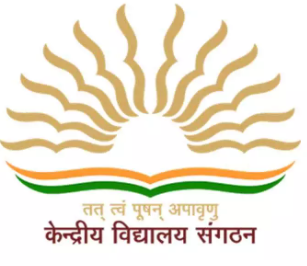 तत् त्वं पूषन् अपावृणु
केन्द्रीय विद्यालय संगठन